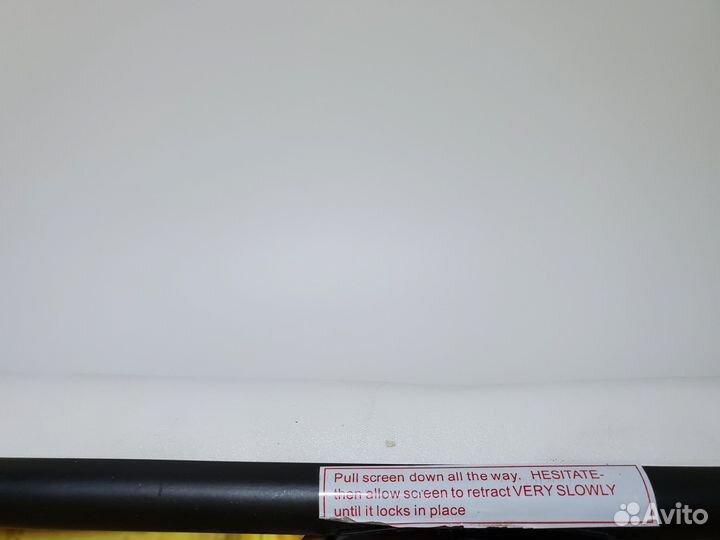 Pull screen down all the way. HESITATE-
then allow screen to retract VERY SLOWLY
until it locks in place
Avito